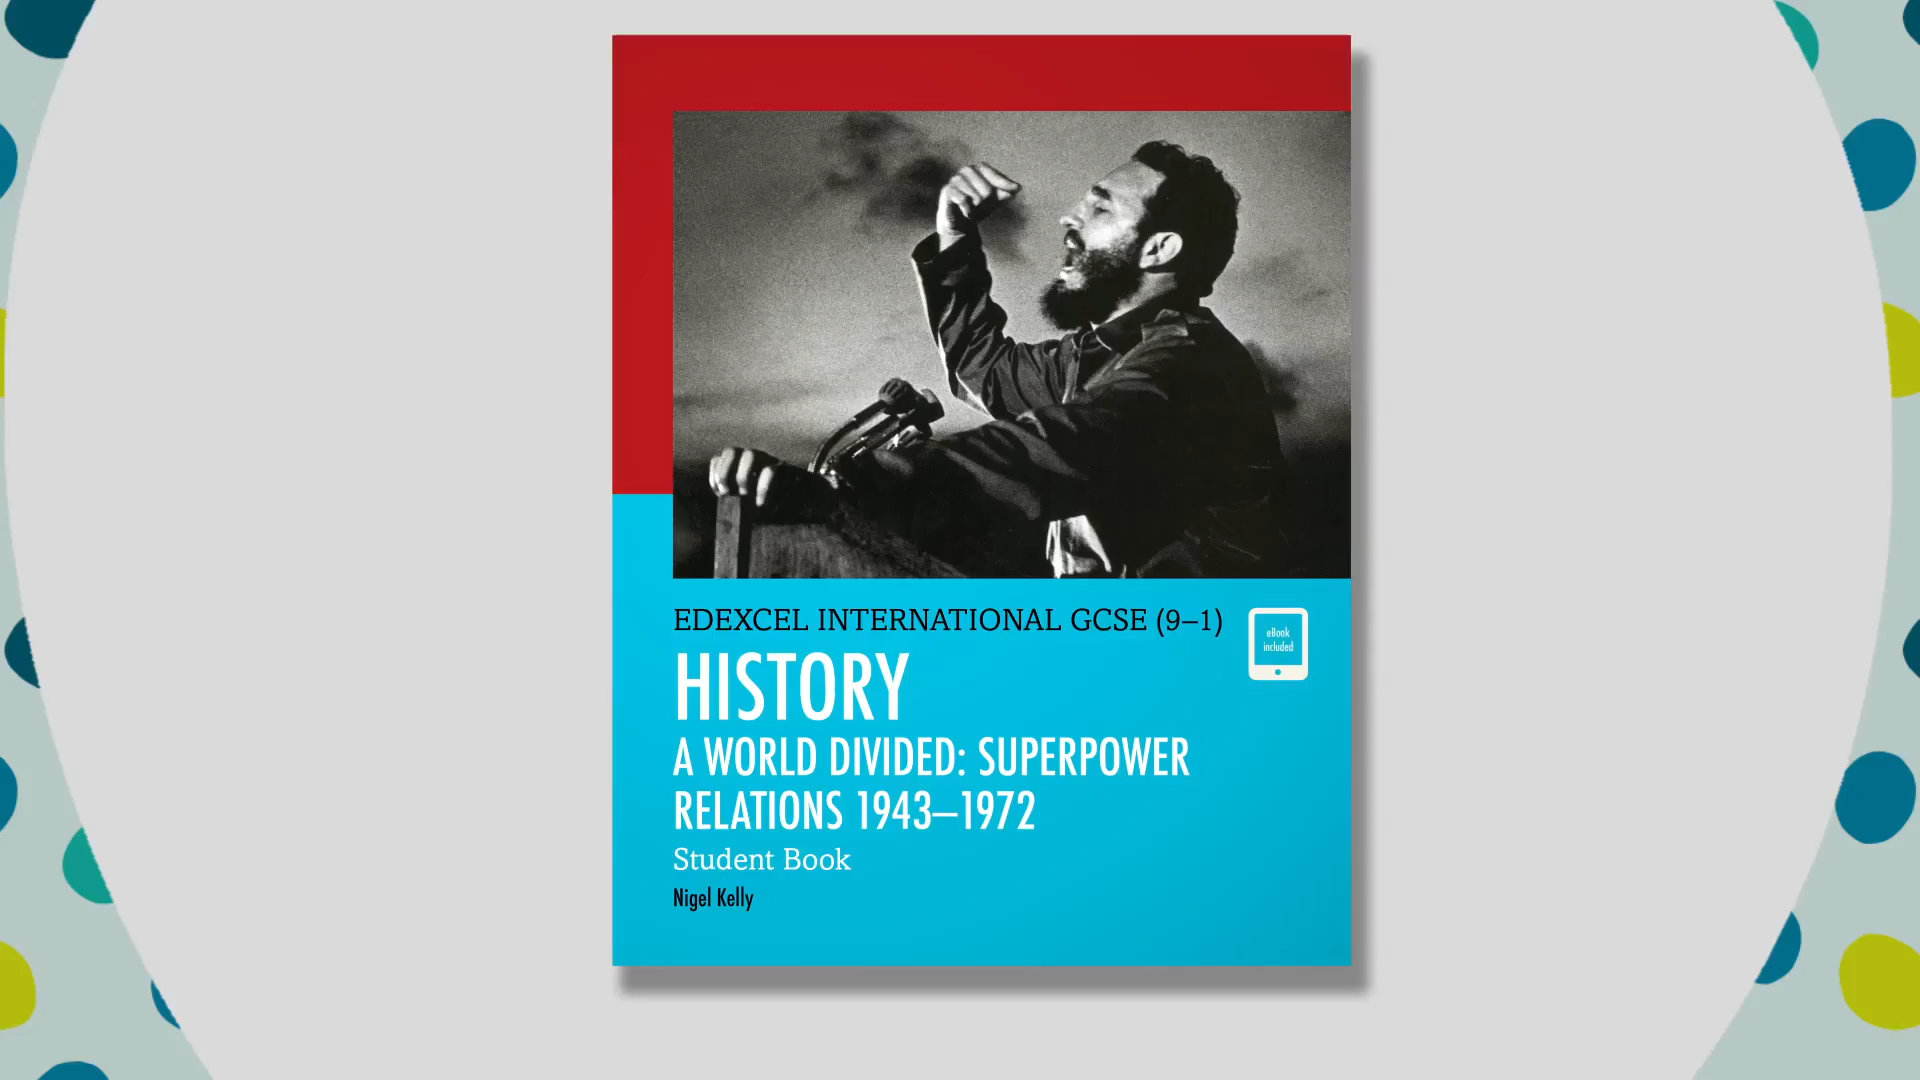 EDEXCEL INTERNATIONAL GCSE (9–1)
eBook
included
HISTORY
A WORLD DIVIDED: SUPERPOWER
RELATIONS 1943–1972
Student Book
Nigel Kelly